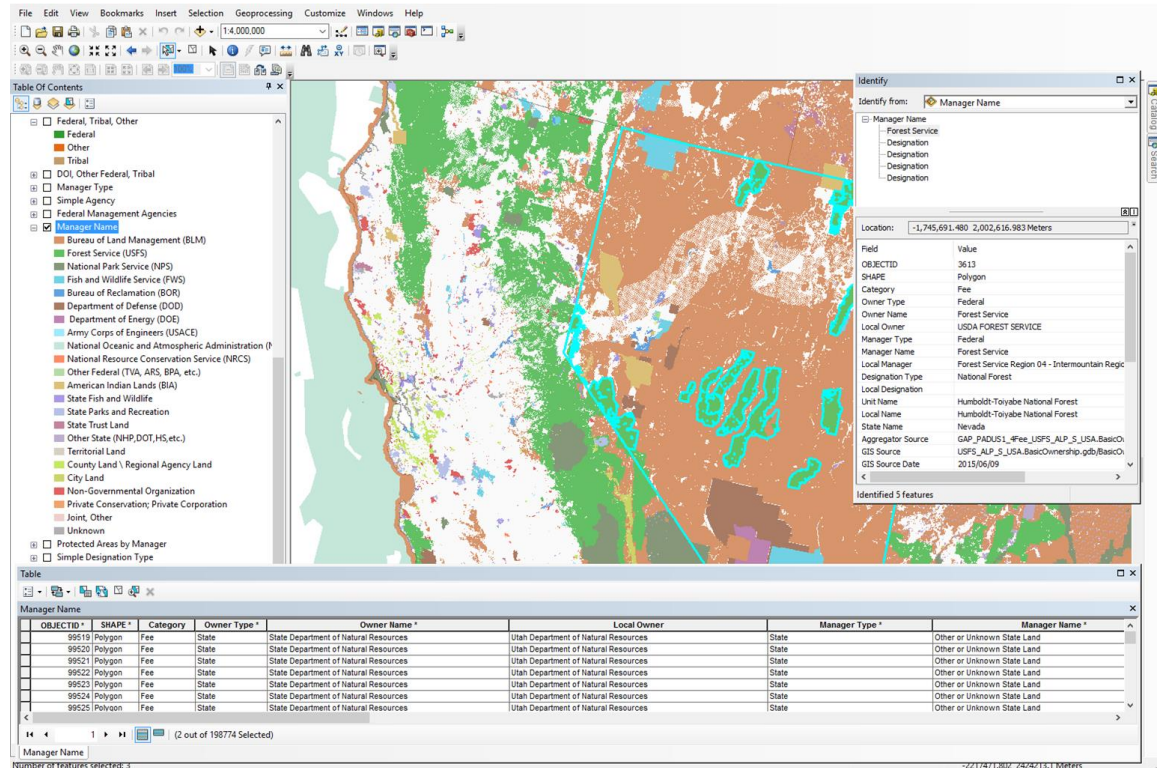 File Edit View Bookmarks Insert Selection Geoprocessing Customize Windows Help
1:4,000,000
Table Of Contents
Federal, Tribal, Other
Federal
Other
Tribal
DOI, Other Federal, Tribal
Manager Type
Simple Agency
Federal Management Agencies
Manager Name
Bureau of Land Management (BLM)
Forest Service (USFS)
National Park Service (NPS)
Fish and Wildlife Service (FWS)
Bureau of Reclamation (BOR)
Department of Defense (DOD)
Department of Energy (DOE)
Army Corps of Engineers (USACE)
National Oceanic and Atmospheric Administration (N
National Resource Conservation Service (NRCS)
Other Federal (TVA, ARS, BPA, etc.)
American Indian Lands (BIA)
State Fish and Wildlife
State Parks and Recreation
State Trust Land
Other State (NHP,DOT,HS,etc.)
Territorial Land
County Land \ Regional Agency Land
City Land
Non-Governmental Organization
Private Conservation; Private Corporation
Joint, Other
Unknown
Protected Areas by Manager
Simple Designation Type
Identify
Identify from: Manager Name
Manager Name
Forest Service
Designation
Designation
Designation
Designation
Location: -1,745,691.480 2,002,616.983 Meters
Field Value
OBJECTID 3613
SHAPE Polygon
Category Fee
Owner Type Federal
Owner Name Forest Service
Local Owner USDA FOREST SERVICE
Manager Type Federal
Manager Name Forest Service
Local Manager Forest Service Region 04 - Intermountain Regic
Designation Type National Forest
Local Designation
Unit Name Humboldt-Toiyabe National Forest
Local Name Humboldt-Toiyabe National Forest
State Name Nevada
Aggregator Source GAP_PADUS1_4Fee_USFS_ALP_S_USA.BasicOv
GIS Source USFS_ALP_S_USA.BasicOwnership.gdb/BasicO
GIS Source Date 2015/06/09
Identified 5 features
Catalog
Search
Table
Manager Name
OBJECTID * SHAPE * Category Owner Type * Owner Name * Local Owner Manager Type * Manager Name *
99519 Polygon Fee State State Department of Natural Resources Utah Department of Natural Resources State Other or Unknown State Land
99520 Polygon Fee State State Department of Natural Resources Utah Department of Natural Resources State Other or Unknown State Land
99521 Polygon Fee State State Department of Natural Resources Utah Department of Natural Resources State Other or Unknown State Land
99522 Polygon Fee State State Department of Natural Resources Utah Department of Natural Resources State Other or Unknown State Land
99523 Polygon Fee State State Department of Natural Resources Utah Department of Natural Resources State Other or Unknown State Land
99524 Polygon Fee State State Department of Natural Resources Utah Department of Natural Resources State Other or Unknown State Land
99525 Polygon Fee State State Department of Natural Resources Utah Department of Natural Resources State Other or Unknown State Land
1 (2 out of 198774 Selected)
Manager Name
Number of features selected: 3 -2217471.802 2424213.1 Meters